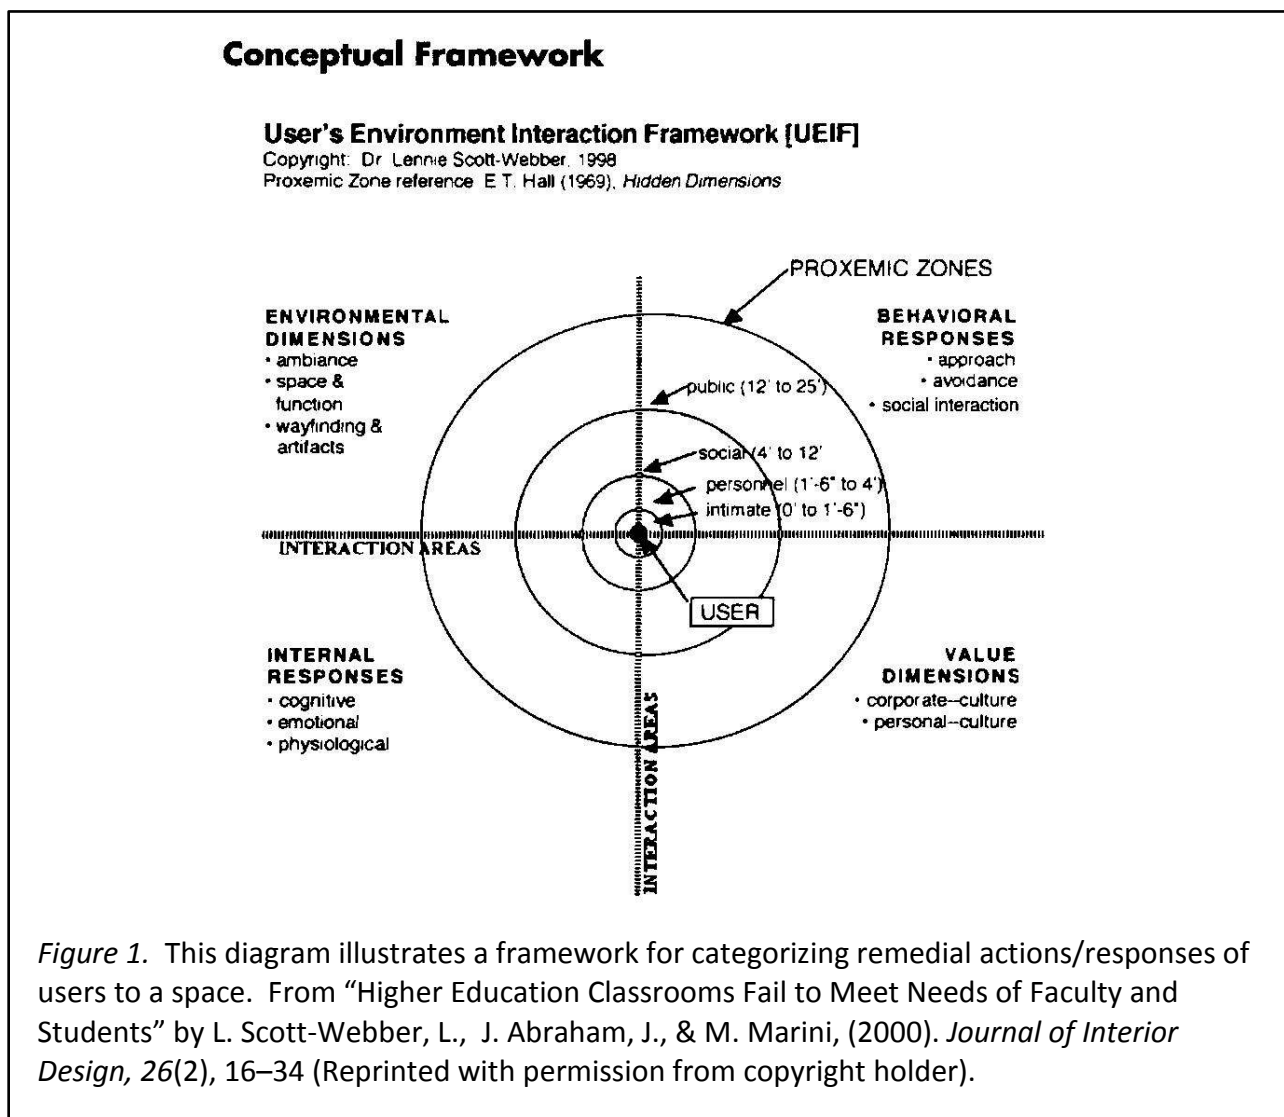 Conceptual Framework
User's Environment Interaction Framework [UEIF]
Copyright: Dr. Lennie Scott-Webber, 1998
Proxemic Zone reference E.T. Hall (1969), Hidden Dimensions
PROXEMIC ZONES
ENVIRONMENTAL
DIMENSIONS
• ambiance
• space &
function
• wayfinding &
artifacts
BEHAVIORAL
RESPONSES
• approach
• avoidance
• social interaction
public (12' to 25')
social (4' to 12'
personnel (1'-6" to 4')
intimate (0' to 1'-6")
INTERACTION AREAS
USER
INTERNAL
RESPONSES
• cognitive
• emotional
• physiological
VALUE
DIMENSIONS
• corporate--culture
• personal--culture
INTERACTION AREAS
Figure 1. This diagram illustrates a framework for categorizing remedial actions/responses of
users to a space. From “Higher Education Classrooms Fail to Meet Needs of Faculty and
Students” by L. Scott-Webber, L., J. Abraham, J., & M. Marini, (2000). Journal of Interior
Design, 26(2), 16–34 (Reprinted with permission from copyright holder).